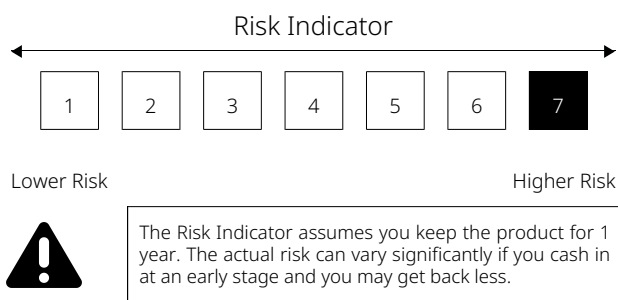 Risk Indicator
1 2 3 4 5 6 7
Lower Risk Higher Risk
The Risk Indicator assumes you keep the product for 1
year. The actual risk can vary significantly if you cash in
at an early stage and you may get back less.